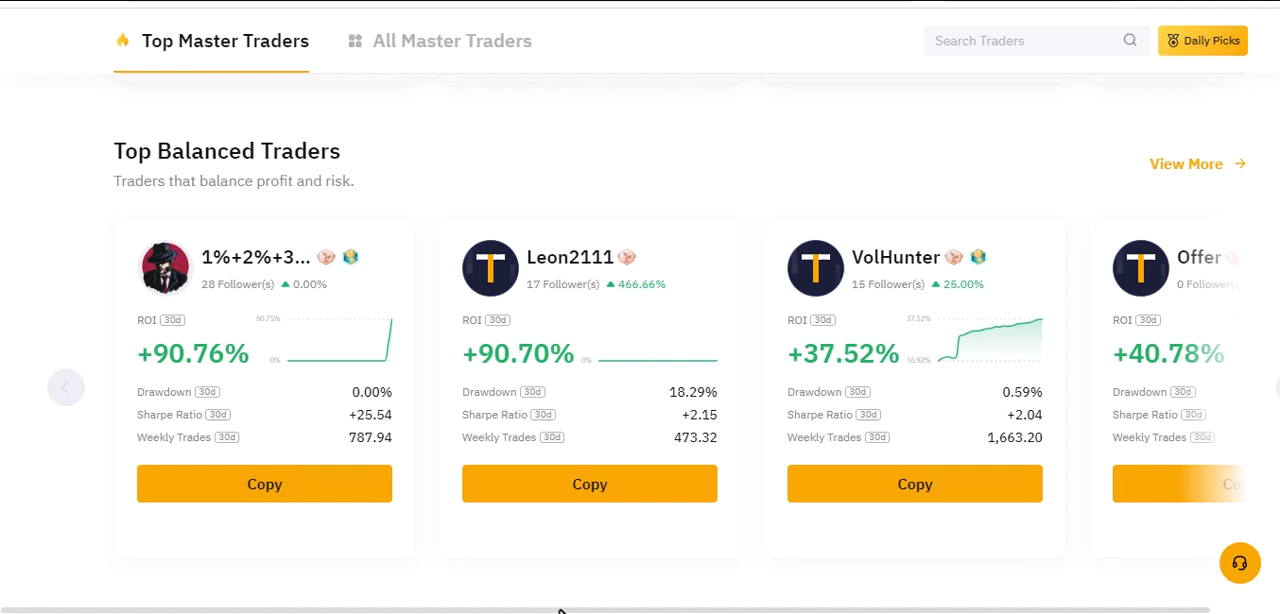 Top Master Traders
All Master Traders
Search Traders
Daily Picks
Top Balanced Traders
Traders that balance profit and risk.
View More
1%+2%+3...
28 Follower(s) 0.00%
ROI 30d
90.75%
+90.76%
0%
Drawdown 30d 0.00%
Sharpe Ratio 30d +25.54
Weekly Trades 30d 787.94
Copy
Leon2111
17 Follower(s) 466.66%
ROI 30d
+90.70%
0%
Drawdown 30d 18.29%
Sharpe Ratio 30d +2.15
Weekly Trades 30d 473.32
Copy
VolHunter
15 Follower(s) 25.00%
ROI 30d
37.52%
+37.52%
16.92%
Drawdown 30d 0.59%
Sharpe Ratio 30d +2.04
Weekly Trades 30d 1,663.20
Copy
Offer
0 Follower(s
ROI 30d
+40.78%
Drawdown 30d
Sharpe Ratio 30d
Weekly Trades 30d